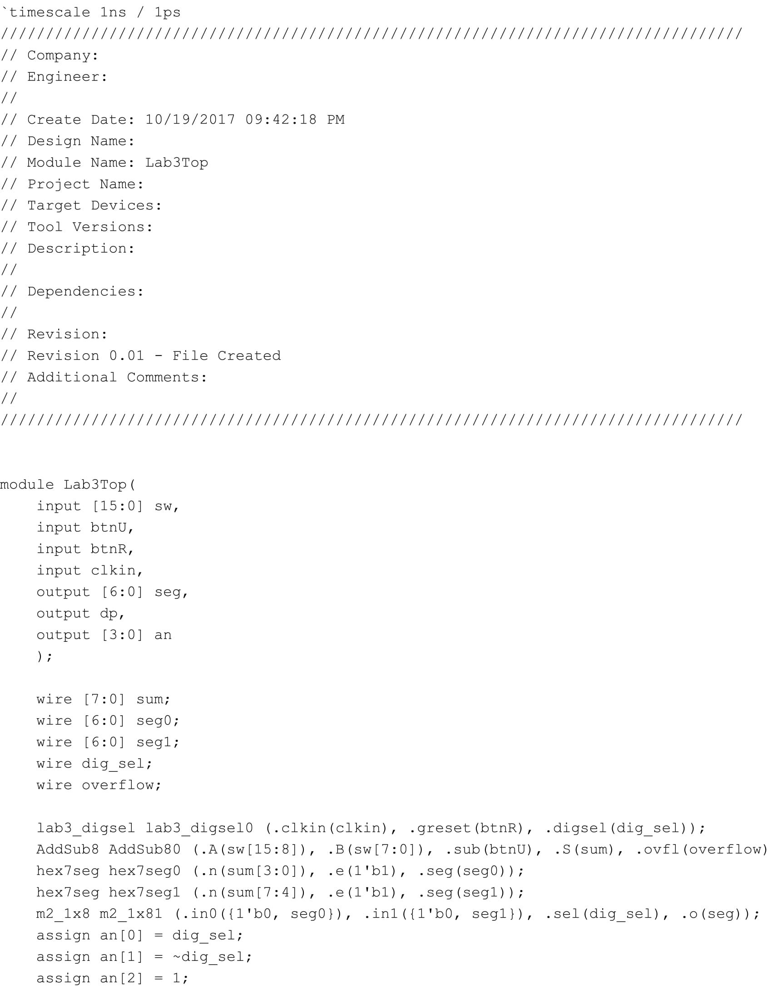 `timescale 1ns / 1ps
//////////////////////////////////////////////////////////////////////////////////
// Company:
// Engineer:
//
// Create Date: 10/19/2017 09:42:18 PM
// Design Name:
// Module Name: Lab3Top
// Project Name:
// Target Devices:
// Tool Versions:
// Description:
//
// Dependencies:
//
// Revision:
// Revision 0.01 - File Created
// Additional Comments:
//
//////////////////////////////////////////////////////////////////////////////////
module Lab3Top(
    input [15:0] sw,
    input btnU,
    input btnR,
    input clkin,
    output [6:0] seg,
    output dp,
    output [3:0] an
    );
    wire [7:0] sum;
    wire [6:0] seg0;
    wire [6:0] seg1;
    wire dig_sel;
    wire overflow;
    lab3_digsel lab3_digsel0 (.clkin(clkin), .greset(btnR), .digsel(dig_sel));
    AddSub8 AddSub80 (.A(sw[15:8]), .B(sw[7:0]), .sub(btnU), .S(sum), .ovfl(overflow)
    hex7seg hex7seg0 (.n(sum[3:0]), .e(1'b1), .seg(seg0));
    hex7seg hex7seg1 (.n(sum[7:4]), .e(1'b1), .seg(seg1));
    m2_1x8 m2_1x81 (.in0({1'b0, seg0}), .in1({1'b0, seg1}), .sel(dig_sel), .o(seg));
    assign an[0] = dig_sel;
    assign an[1] = ~dig_sel;
    assign an[2] = 1;